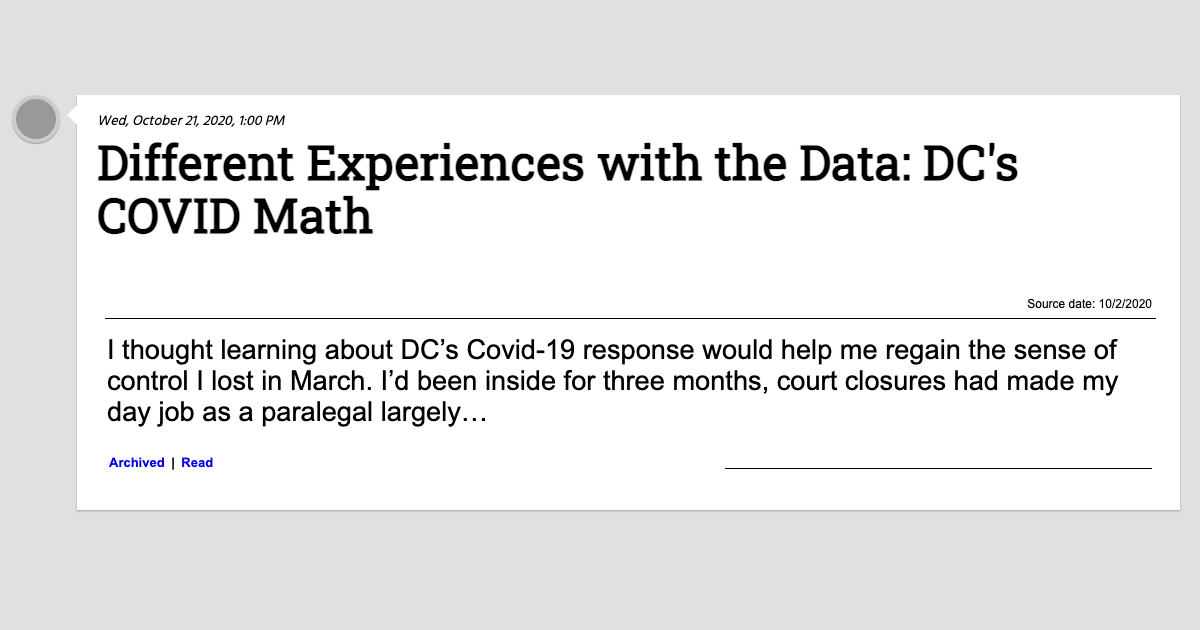 Wed, October 21, 2020, 1:00 PM
Different Experiences with the Data: DC's
COVID Math
Source date: 10/2/2020
I thought learning about DC’s Covid-19 response would help me regain the sense of
control I lost in March. I’d been inside for three months, court closures had made my
day job as a paralegal largely…
Archived | Read